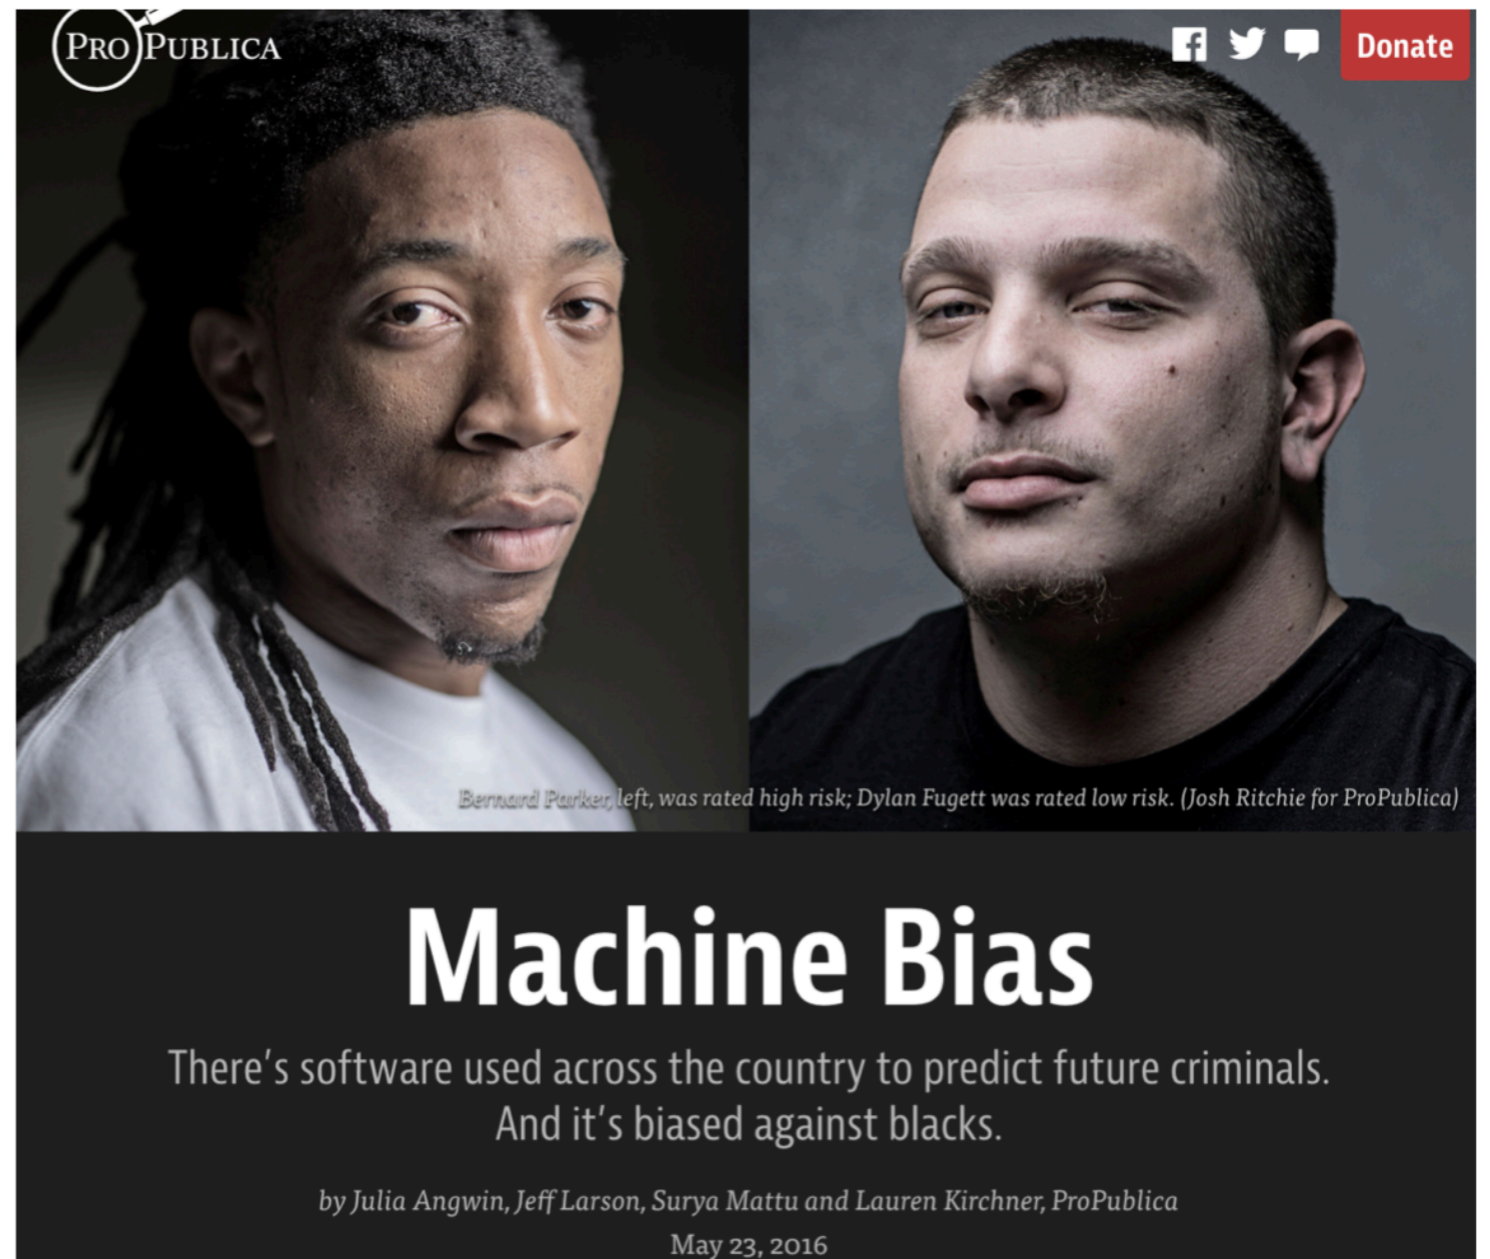 PROPUBLICA
Donate
Bernard Parker, left, was rated high risk; Dylan Fugett was rated low risk. (Josh Ritchie for ProPublica)
Machine Bias
There’s software used across the country to predict future criminals.
And it’s biased against blacks.
by Julia Angwin, Jeff Larson, Surya Mattu and Lauren Kirchner, ProPublica
May 23, 2016